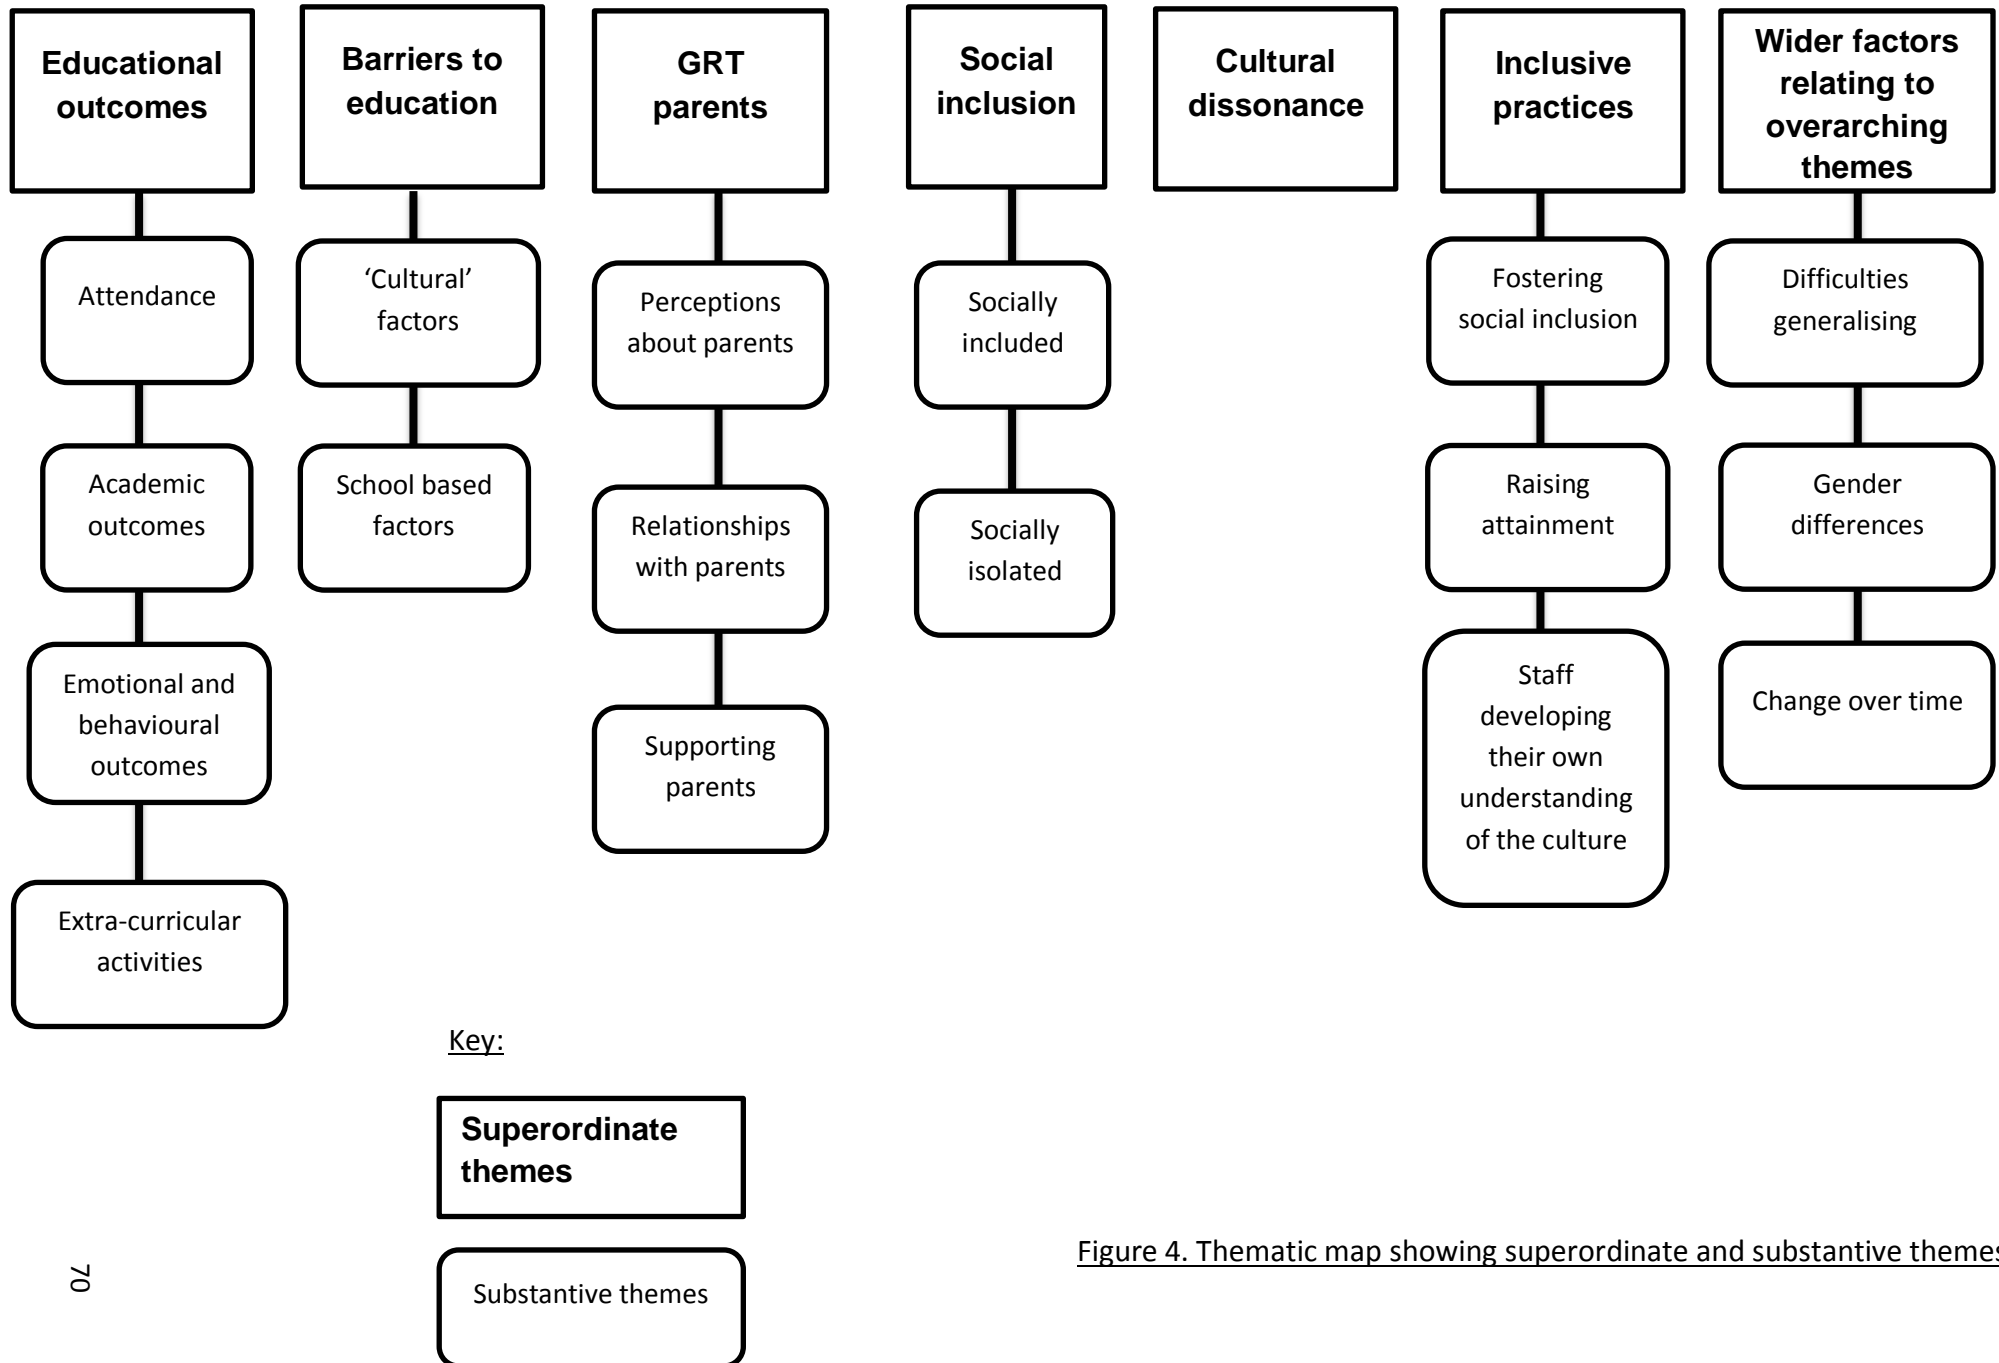 Educational
outcomes
Attendance
Academic
outcomes
Emotional and
behavioural
outcomes
Extra-curricular
activities
Barriers to
education
‘Cultural’
factors
School based
factors
GRT
parents
Perceptions
about parents
Relationships
with parents
Supporting
parents
Social
inclusion
Socially
included
Socially
isolated
Cultural
dissonance
Inclusive
practices
Fostering
social inclusion
Raising
attainment
Staff
developing
their own
understanding
of the culture
Wider factors
relating to
overarching
themes
Difficulties
generalising
Gender
differences
Change over time
Key:
Superordinate
themes
Substantive themes
Figure 4. Thematic map showing superordinate and substantive themes
70